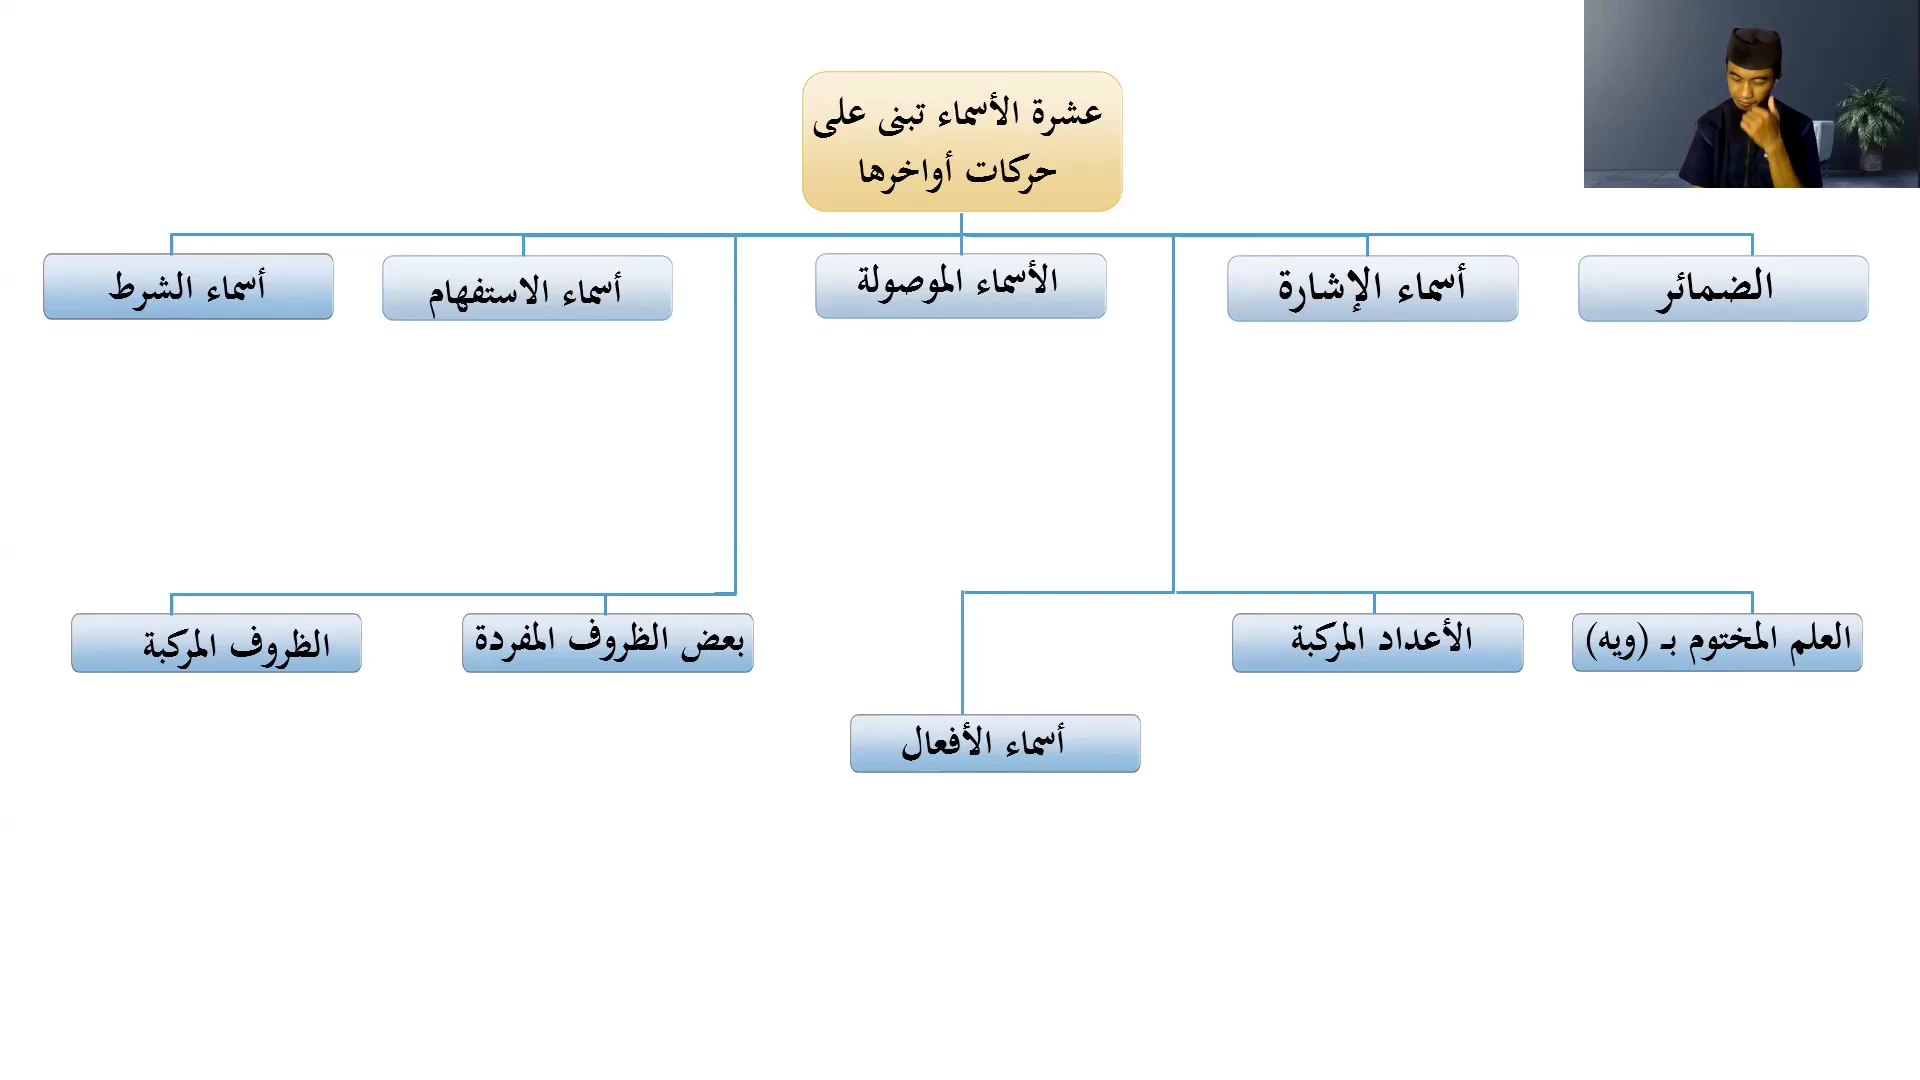 عشرة الأسماء تبنى على
حركات أواخرها
الضمائر
أسماء الإشارة
الأسماء الموصولة
أسماء الاستفهام
أسماء الشرط
العلم المختوم بـ (ويه)
الأعداد المركبة
بعض الظروف المفردة
الظروف المركبة
أسماء الأفعال